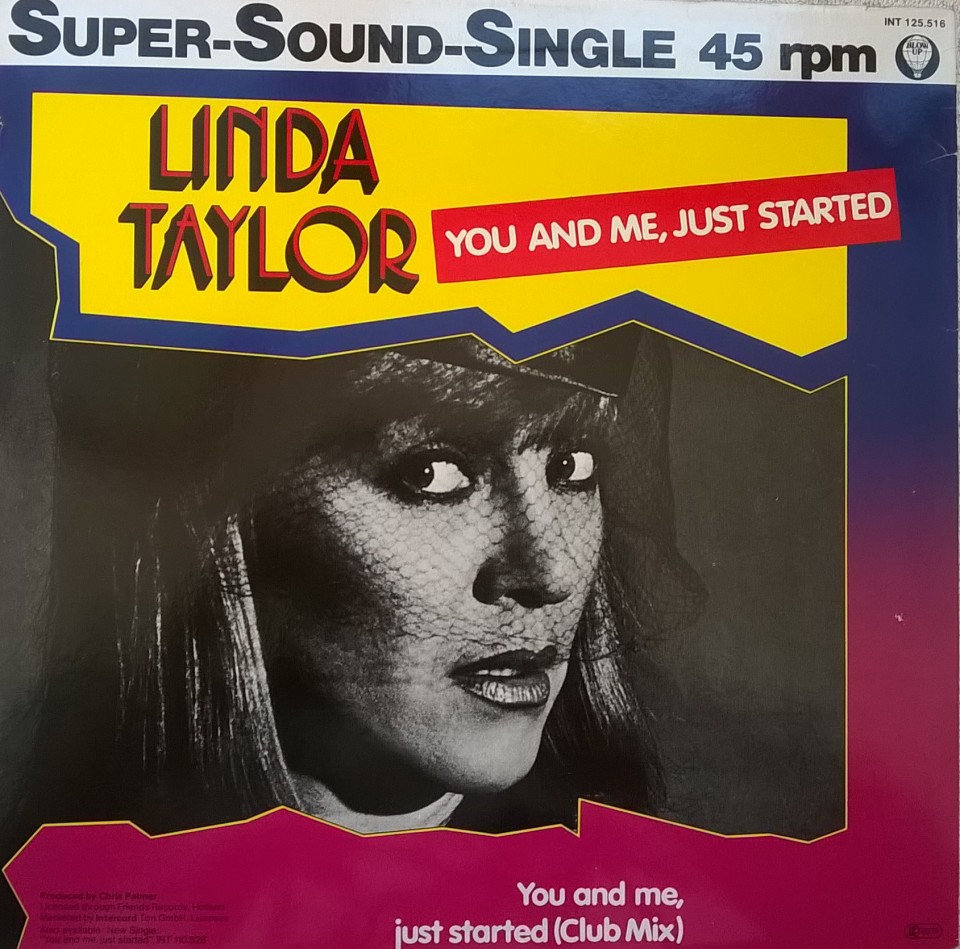 SUPER-SOUND-SINGLE 45 rpm
INT 125.516
BLOW UP
LINDA
TAYLOR
YOU AND ME, JUST STARTED
You and me,
just started (Club Mix)
Produced by Chris Palmer
Licensed through Friends Records, Holland
Marketed by Intercord Ton GmbH,
Also available: New Single
"You and me, just started", INT 110.526